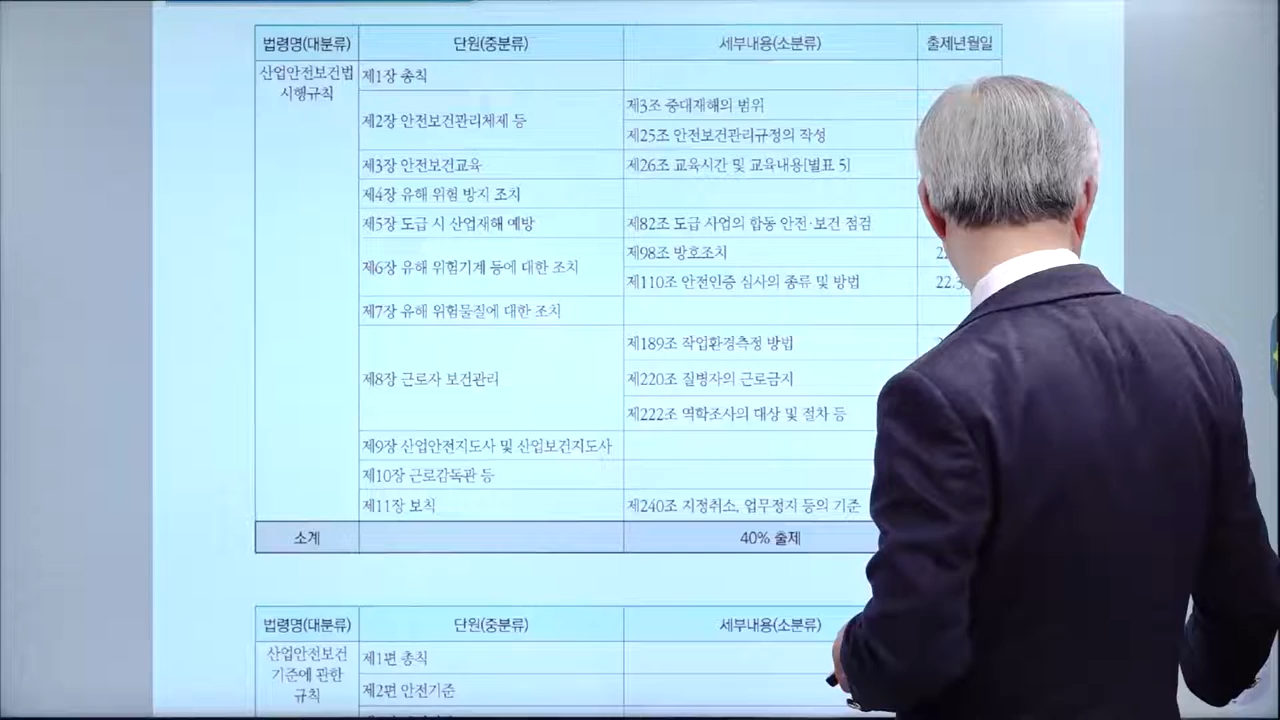 법령명(대분류) 단원(중분류) 세부내용(소분류) 출제년월일
산업안전보건법 시행규칙
제1장 총칙
제2장 안전보건관리체제 등
제3조 중대재해의 범위
제25조 안전보건관리규정의 작성
제3장 안전보건교육 제26조 교육시간 및 교육내용[별표 5]
제4장 유해 위험 방지 조치
제5장 도급 시 산업재해 예방 제82조 도급 사업의 합동 안전·보건 점검
제6장 유해 위험기계 등에 대한 조치
제98조 방호조치
제110조 안전인증 심사의 종류 및 방법 22.3
제7장 유해 위험물질에 대한 조치
제8장 근로자 보건관리
제189조 작업환경측정 방법
제220조 질병자의 근로금지
제222조 역학조사의 대상 및 절차 등
제9장 산업안전지도사 및 산업보건지도사
제10장 근로감독관 등
제11장 보칙 제240조 지정취소, 업무정지 등의 기준
소계 40% 출제
법령명(대분류) 단원(중분류) 세부내용(소분류)
산업안전보건 기준에 관한 규칙
제1편 총칙
제2편 안전기준